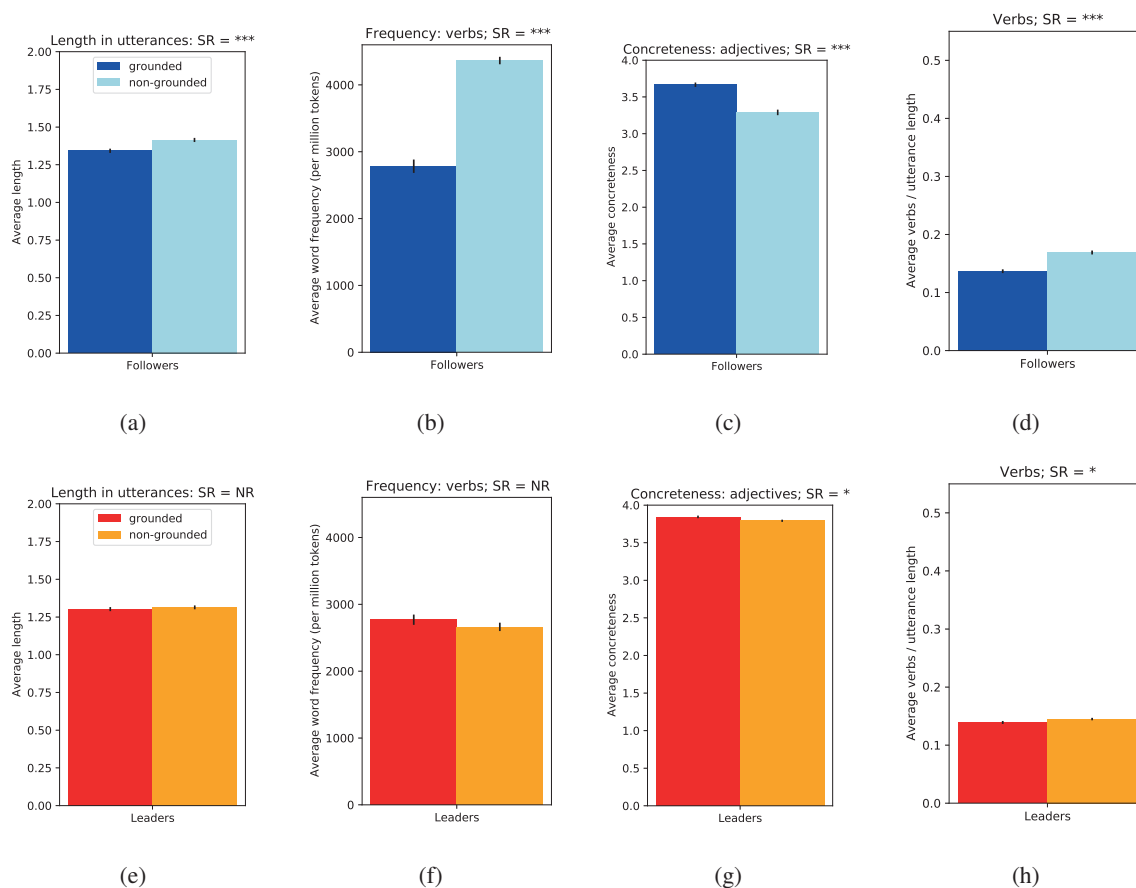 Length in utterances: SR = ***
2.00
1.75
1.50
1.25
1.00
0.75
0.50
0.25
0.00
Average length
grounded
non-grounded
Followers
(a)
Frequency: verbs; SR = ***
4000
3000
2000
1000
0
Average word frequency (per million tokens)
Followers
(b)
Concreteness: adjectives; SR = ***
4.0
3.5
3.0
2.5
2.0
1.5
1.0
0.5
0.0
Average concreteness
Followers
(c)
Verbs; SR = ***
0.5
0.4
0.3
0.2
0.1
0.0
Average verbs / utterance length
Followers
(d)
Length in utterances: SR = NR
2.00
1.75
1.50
1.25
1.00
0.75
0.50
0.25
0.00
Average length
grounded
non-grounded
Leaders
(e)
Frequency: verbs; SR = NR
4000
3000
2000
1000
0
Average word frequency (per million tokens)
Leaders
(f)
Concreteness: adjectives; SR = *
4.0
3.5
3.0
2.5
2.0
1.5
1.0
0.5
0.0
Average concreteness
Leaders
(g)
Verbs; SR = *
0.5
0.4
0.3
0.2
0.1
0.0
Average verbs / utterance length
Leaders
(h)